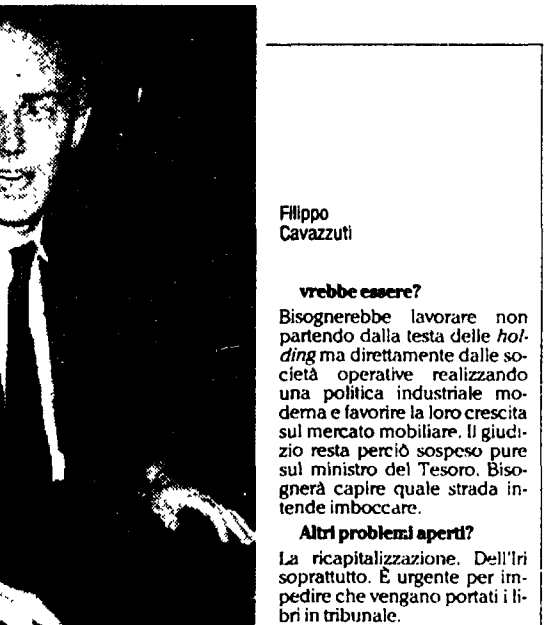 Filippo
Cavazzuti
vrebbe essere?
Bisognerebbe lavorare non
partendo dalla testa delle hol-
ding ma direttamente dalle so-
cietà operative realizzando
una politica industriale mo-
derna e favorire la loro crescita
sul mercato mobiliare. Il giudi-
zio resta perciò sospeso pure
sul ministro del Tesoro. Biso-
gnerà capire quale strada in-
tende imboccare.
Altri problemi aperti?
La ricapitalizzazione. Dell'Iri
soprattutto. È urgente per im-
pedire che vengano portati i li-
bri in tribunale.